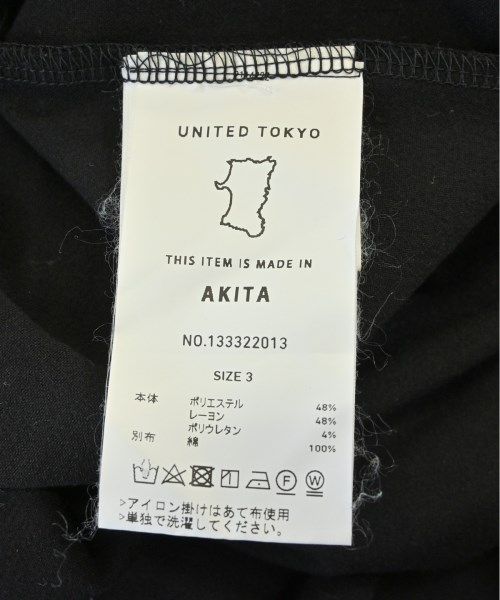 UNITED TOKYO
THIS ITEM IS MADE IN
AKITA
NO.133322013
SIZE 3
本体 ポリエステル 48%
レーヨン 48%
ポリウレタン 4%
別布 綿 100%
F W
>アイロン掛けはあて布使用
>単独で洗濯してください。